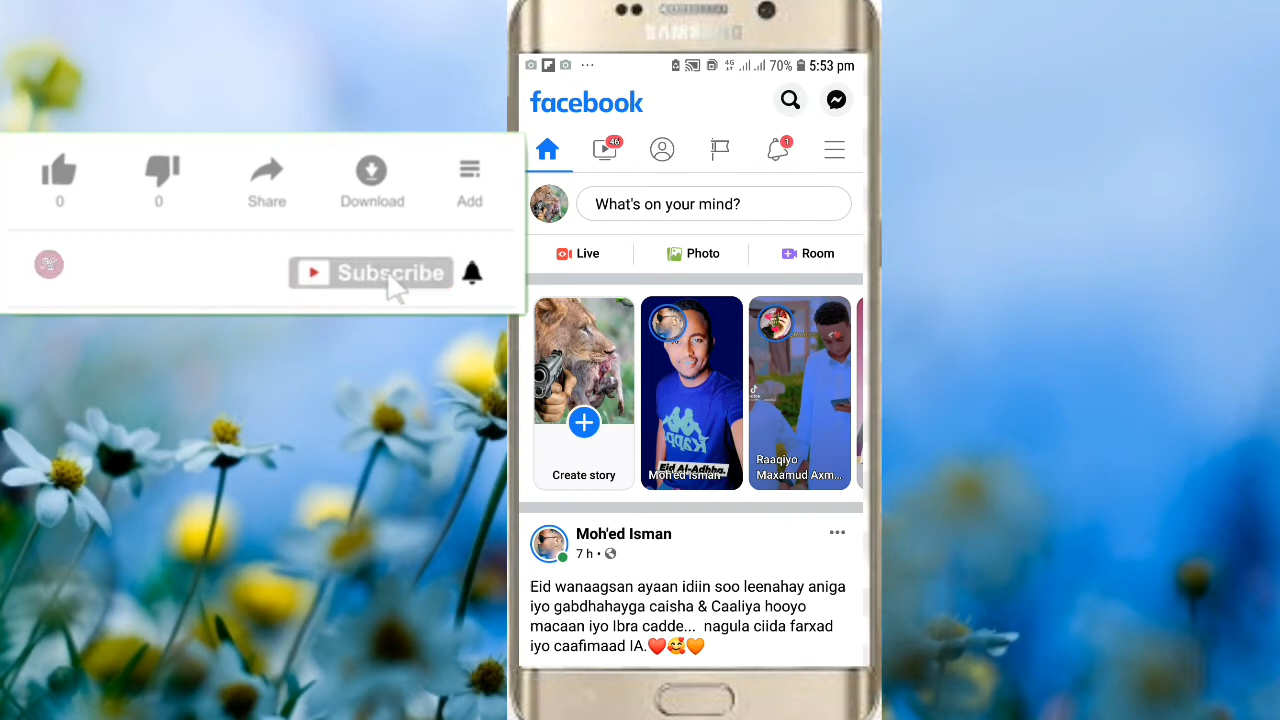 SAMSUNG
4G 70% 5:53 pm
facebook
46
1
What's on your mind?
Live Photo Room
0 0 Share Download Add
Subscribe
Eid Al-Adhha,
Create story
Moh'ed Isman
Raaqiyo
Maxamud Axm...
Moh'ed Isman
7 h •
Eid wanaagsan ayaan idiin soo leenahay aniga
iyo gabdhahayga caisha & Caaliya hooyo
macaan iyo Ibra cadde... nagula ciida farxad
iyo caafimaad IA.❤️🥰🧡